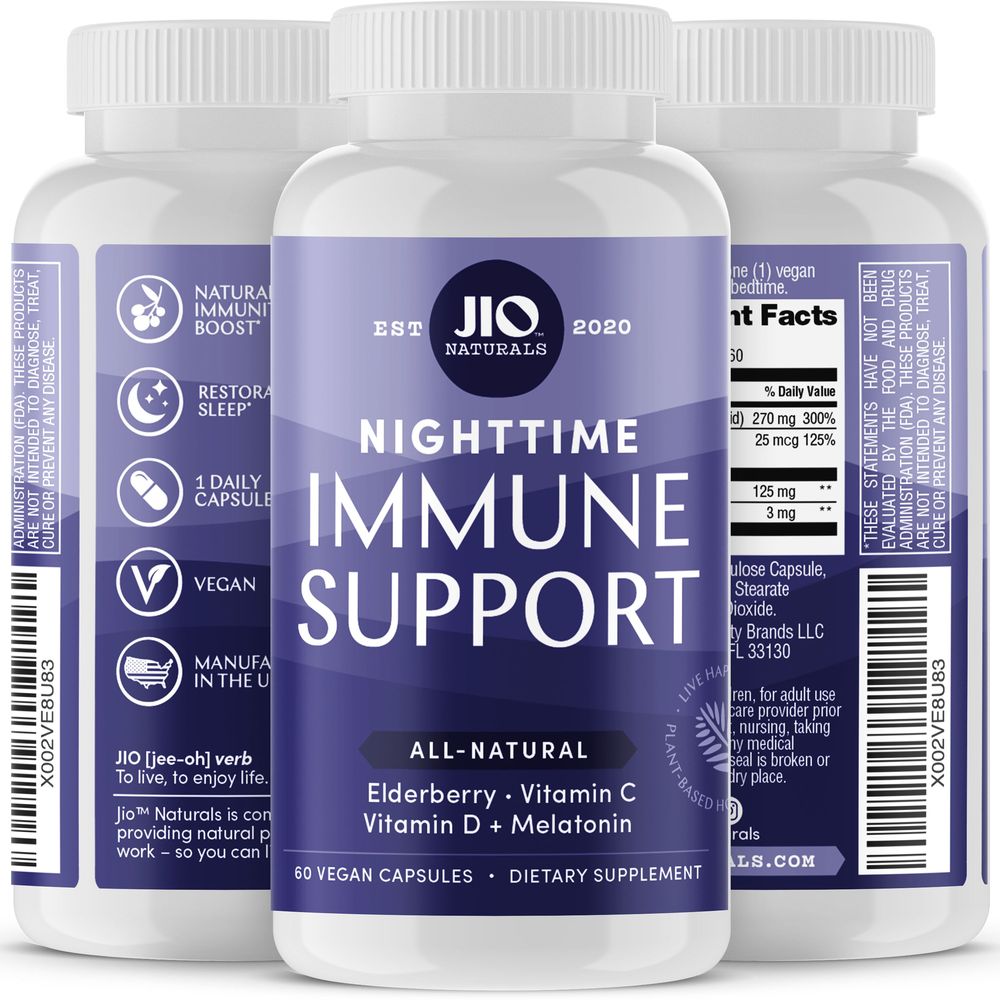 ADMINISTRATION (FDA). THESE PRODUCTS
ARE NOT INTENDED TO DIAGNOSE, TREAT,
CURE OR PREVENT ANY DISEASE.
X002VE8U83
NATURAL
IMMUNIT
BOOST*
RESTORA
SLEEP*
1 DAILY
CAPSULE
VEGAN
MANUFA
IN THE U
JIO [jee-oh] verb
To live, to enjoy life.
Jio™ Naturals is con
providing natural p
work – so you can li
EST JIO™ 2020
NATURALS
NIGHTTIME
IMMUNE
SUPPORT
ALL-NATURAL
Elderberry • Vitamin C
Vitamin D + Melatonin
60 VEGAN CAPSULES • DIETARY SUPPLEMENT
LIVE HAP
PLANT-BASED
one (1) vegan
bedtime.
nt Facts
60
% Daily Value
id) 270 mg 300%
25 mcg 125%
125 mg **
3 mg **
ulose Capsule,
Stearate
Dioxide.
ty Brands LLC
FL 33130
ren, for adult use
care provider prior
, nursing, taking
ny medical
seal is broken or
dry place.
rals
ALS.COM
*THESE STATEMENTS HAVE NOT BEEN
EVALUATED BY THE FOOD AND DRUG
ADMINISTRATION (FDA). THESE PRODUCTS
ARE NOT INTENDED TO DIAGNOSE, TREAT,
CURE OR PREVENT ANY DISEASE.
X002VE8U83